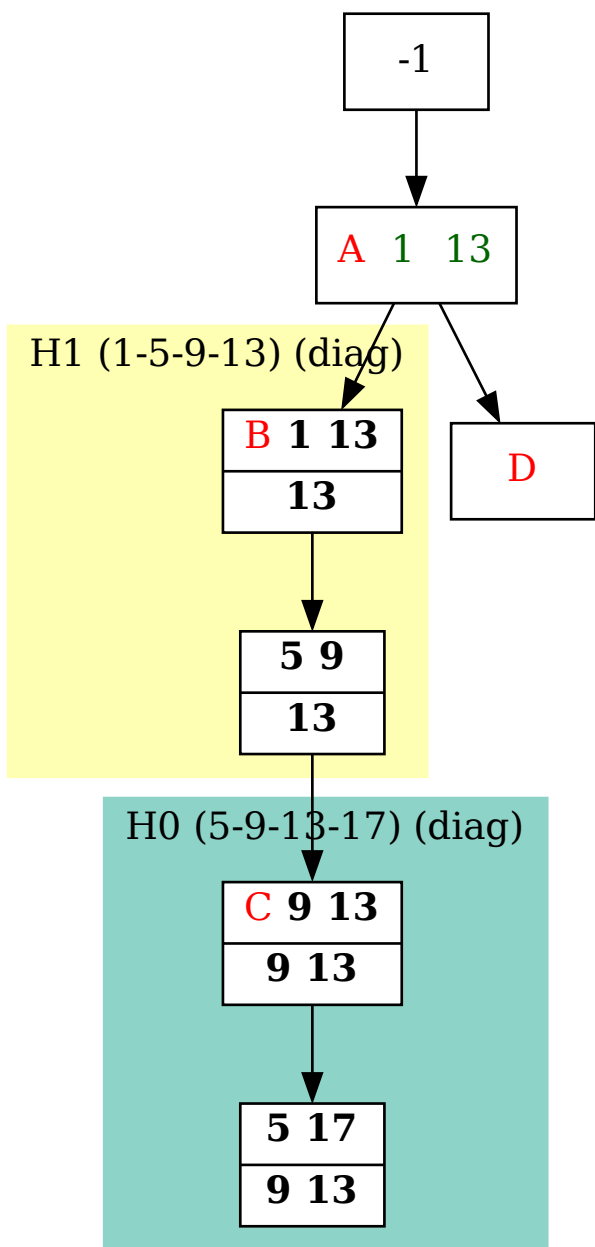 -1
A 1 13
H1 (1-5-9-13) (diag)
B 1 13
13
D
5 9
13
H0 (5-9-13-17) (diag)
C 9 13
9 13
5 17
9 13